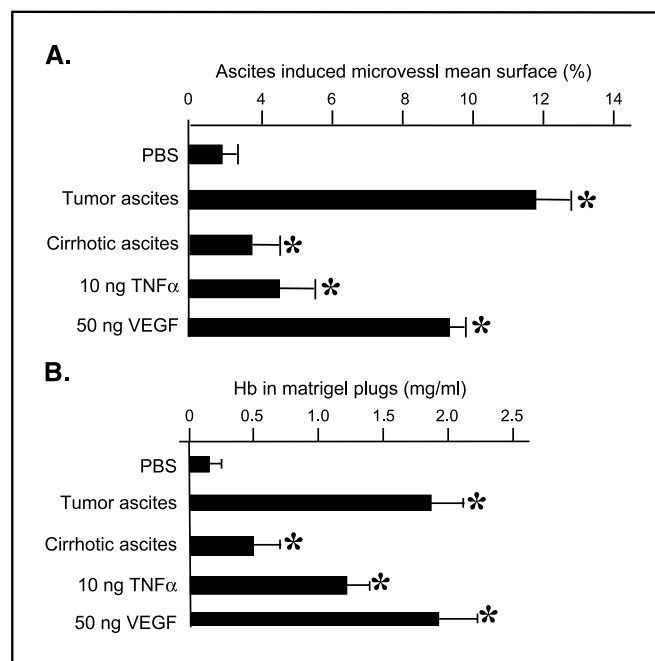 A.
Ascites induced microvessl mean surface (%)
0 4 6 8 10 12 14
PBS
Tumor ascites *
Cirrhotic ascites *
10 ng TNFα *
50 ng VEGF *
B.
Hb in matrigel plugs (mg/ml)
0 0.5 1.0 1.5 2.0 2.5
PBS
Tumor ascites *
Cirrhotic ascites *
10 ng TNFα *
50 ng VEGF *